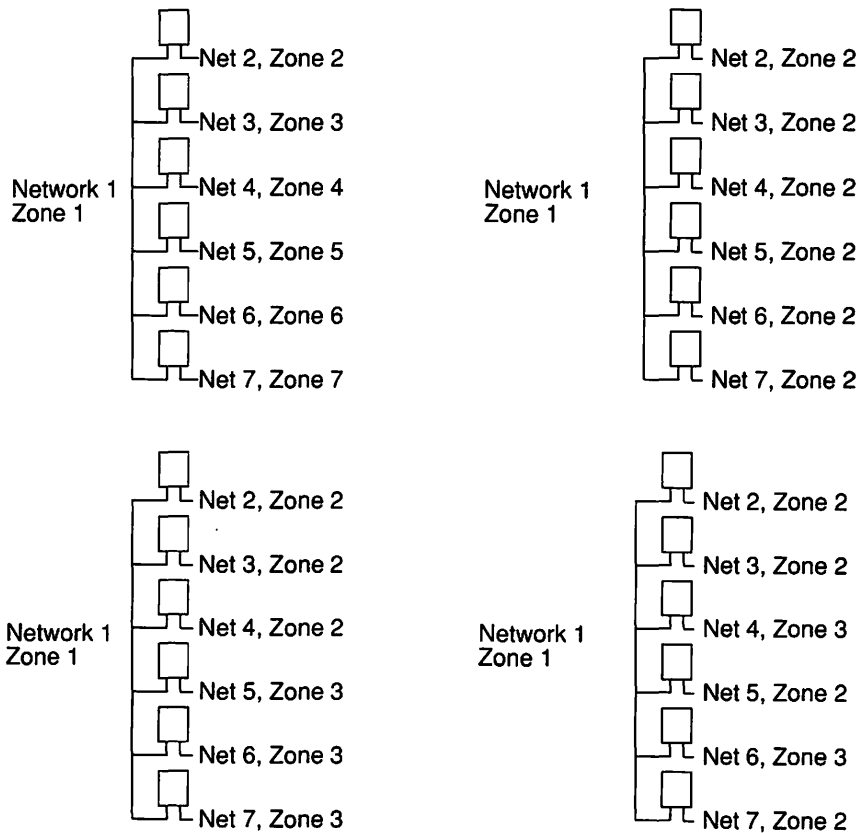 Net 2, Zone 2
Net 3, Zone 3
Net 4, Zone 4
Network 1
Zone 1
Net 5, Zone 5
Net 6, Zone 6
Net 7, Zone 7
Net 2, Zone 2
Net 3, Zone 2
Net 4, Zone 2
Network 1
Zone 1
Net 5, Zone 2
Net 6, Zone 2
Net 7, Zone 2
Net 2, Zone 2
Net 3, Zone 2
Net 4, Zone 2
Network 1
Zone 1
Net 5, Zone 3
Net 6, Zone 3
Net 7, Zone 3
Net 2, Zone 2
Net 3, Zone 2
Net 4, Zone 3
Network 1
Zone 1
Net 5, Zone 2
Net 6, Zone 3
Net 7, Zone 2